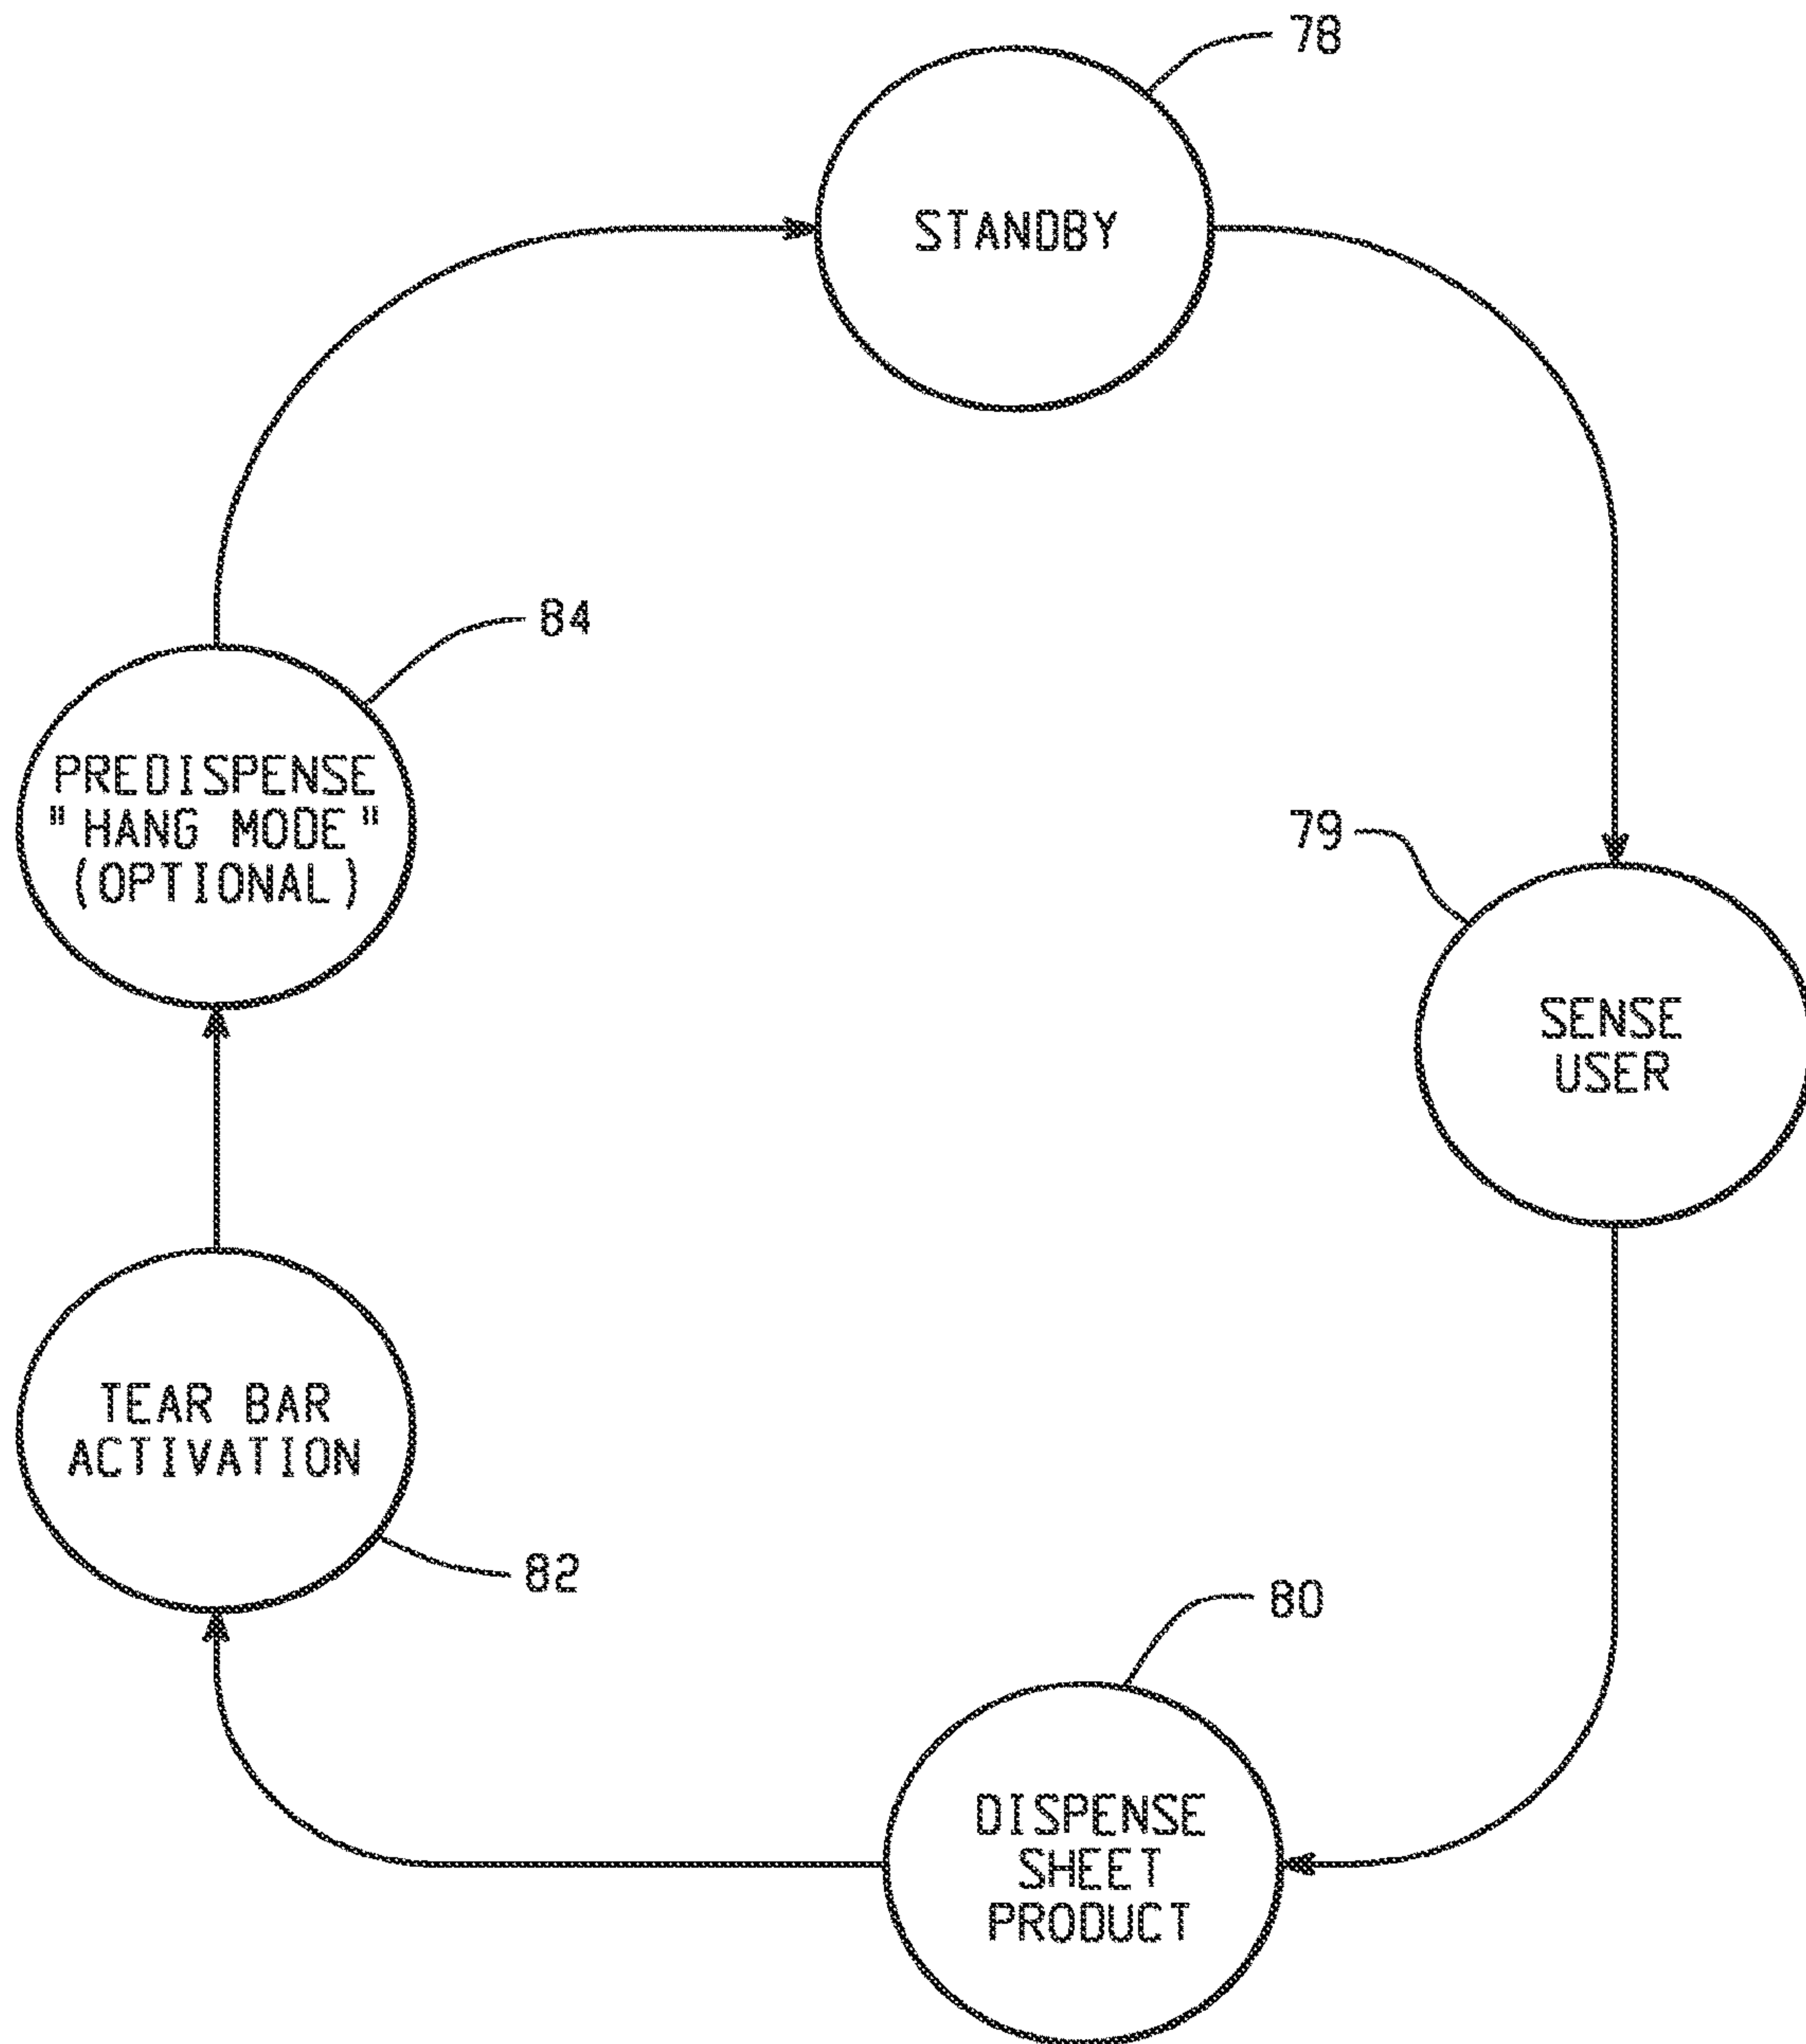 78
STANDBY
84
PREDISPENSE
"HANG MODE"
(OPTIONAL)
79
SENSE
USER
TEAR BAR
ACTIVATION
82
80
DISPENSE
SHEET
PRODUCT